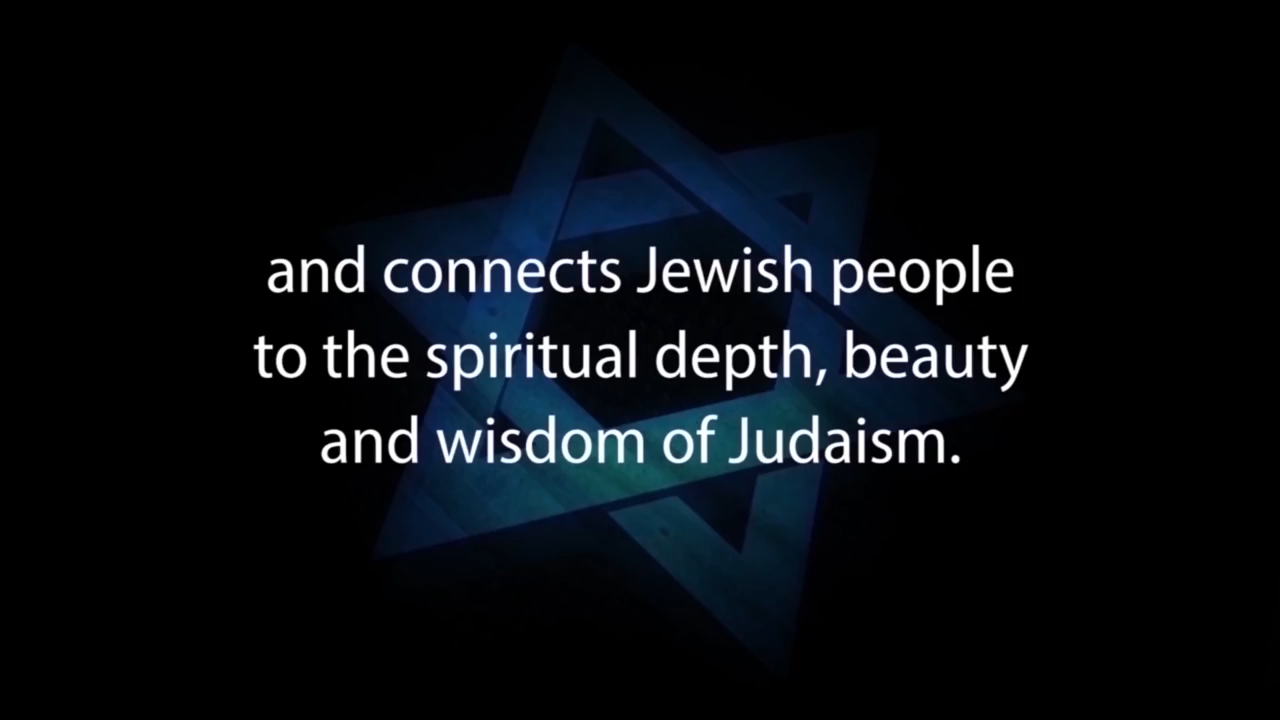 and connects Jewish people
to the spiritual depth, beauty
and wisdom of Judaism.